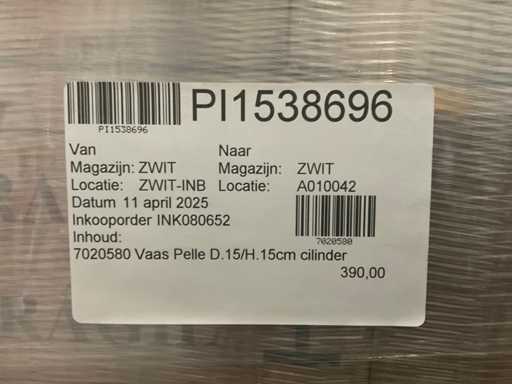 PI1538696
PI1538696
Van Naar
Magazijn: ZWIT Magazijn: ZWIT
Locatie: ZWIT-INB Locatie: A010042
Datum 11 april 2025
Inkooporder INK080652
7020580
Inhoud:
7020580 Vaas Pelle D.15/H.15cm cilinder
390,00